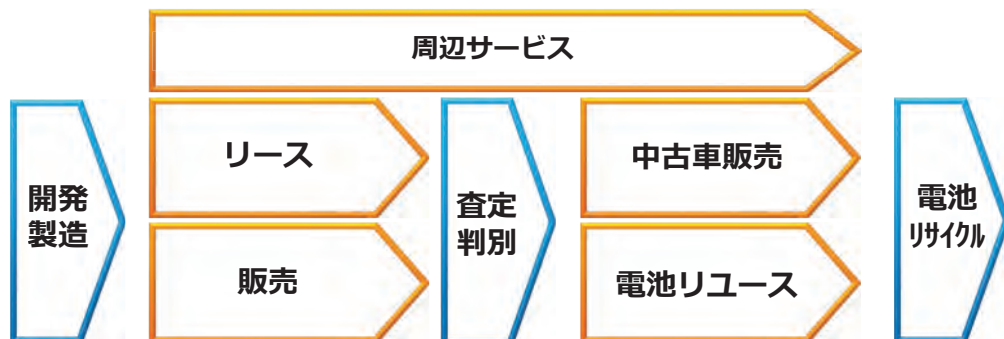 周辺サービス
開発
製造
リース
販売
査定
判別
中古車販売
電池リユース
電池
リサイクル